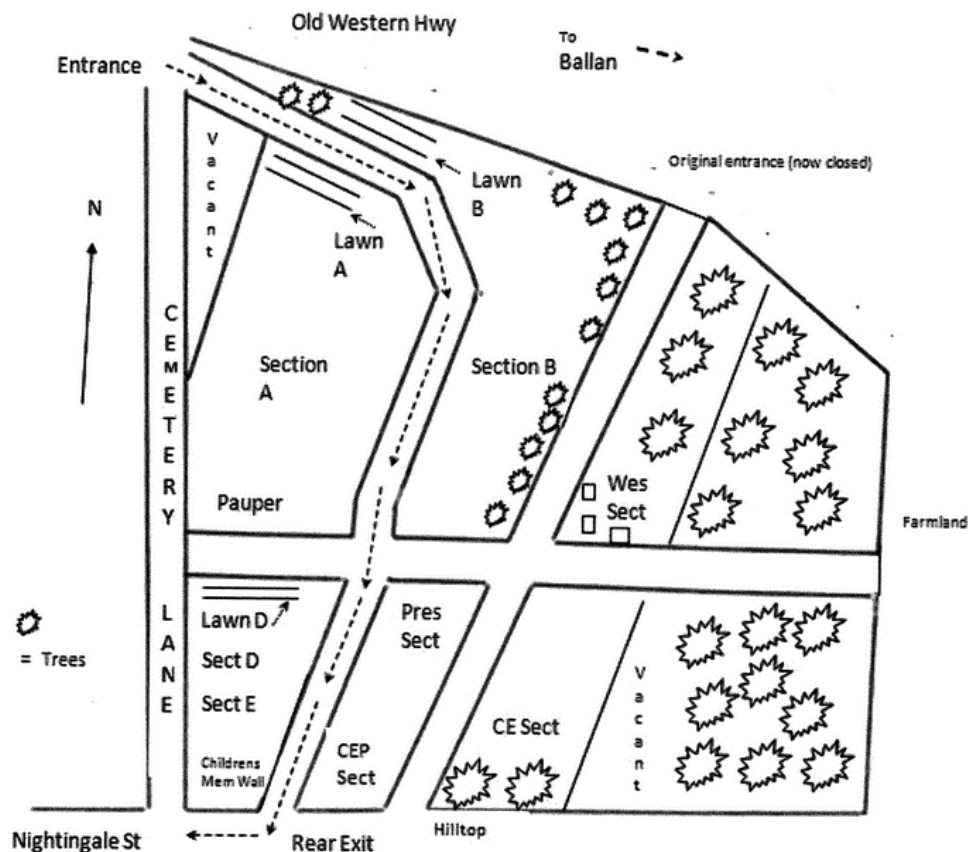 Old Western Hwy
To
Ballan
Entrance
Original entrance (now closed)
Vacant
Lawn
B
N
Lawn
A
CEMETERY LANE
Section
A
Section B
Wes
Sect
Pauper
Farmland
Lawn D
Pres
Sect
= Trees
Sect D
Sect E
Vacant
CE Sect
CEP
Sect
Childrens
Mem Wall
Hilltop
Nightingale St
Rear Exit